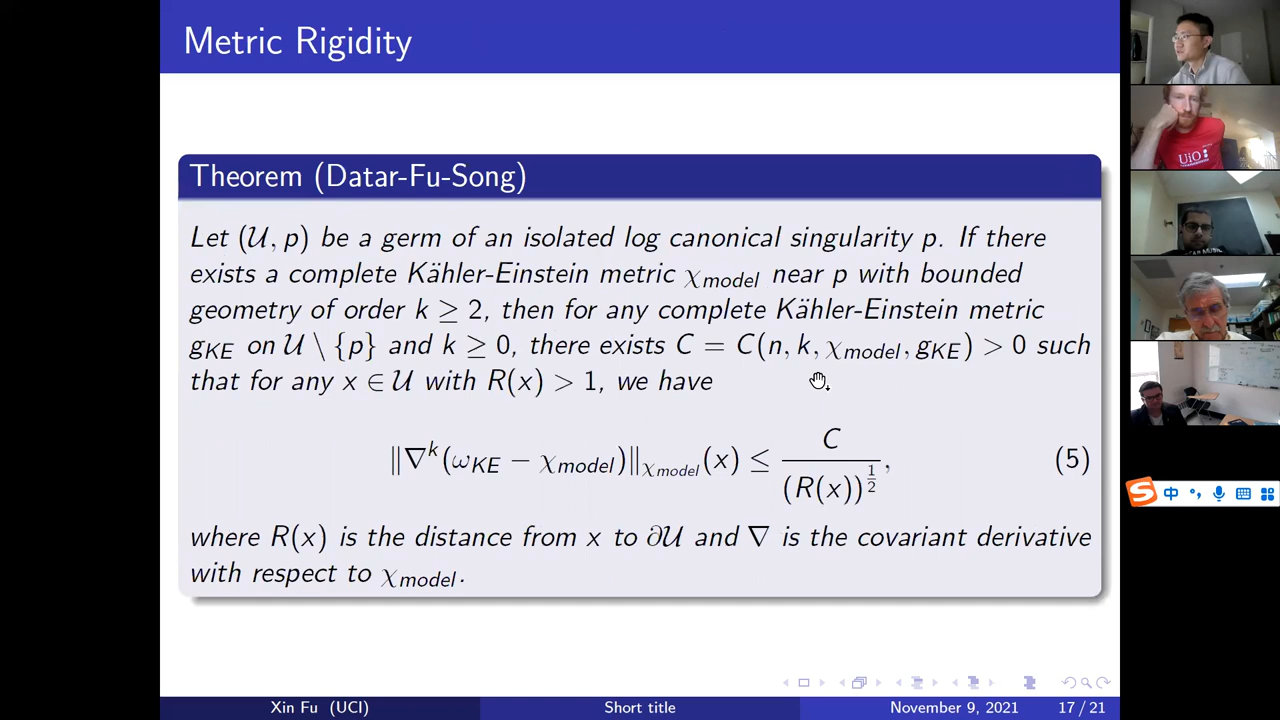 Metric Rigidity
Theorem (Datar-Fu-Song)
Let (𝒰, p) be a germ of an isolated log canonical singularity p. If there
exists a complete Kähler-Einstein metric χ_model near p with bounded
geometry of order k ≥ 2, then for any complete Kähler-Einstein metric
g_KE on 𝒰 \ {p} and k ≥ 0, there exists C = C(n, k, χ_model, g_KE) > 0 such
that for any x ∈ 𝒰 with R(x) > 1, we have
‖∇^k(ω_KE − χ_model)‖_χ_model(x) ≤ C / (R(x))^{1/2}, (5)
where R(x) is the distance from x to ∂𝒰 and ∇ is the covariant derivative
with respect to χ_model.
Xin Fu (UCI) Short title November 9, 2021 17 / 21
UiO
S 中